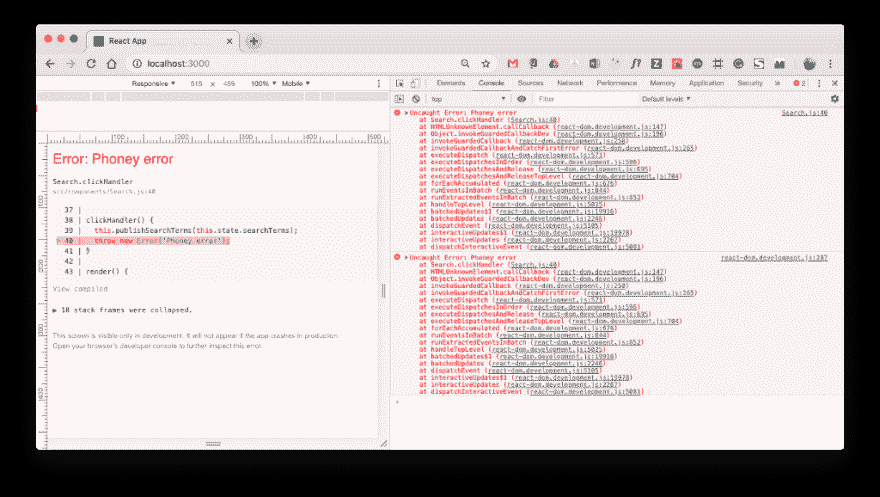 React App
localhost:3000
Responsive 515 x 459 100% Mobile
Elements Console Sources Network Performance Memory Application Security 2
top Filter Default levels
Error: Phoney error
Search.clickHandler
src/components/Search.js:40
37 |
38 | clickHandler() {
39 | this.publishSearchTerms(this.state.searchTerms);
> 40 | throw new Error('Phoney error');
41 | }
42 |
43 | render() {
View compiled
▶ 18 stack frames were collapsed.
This screen is visible only in development. It will not appear if the app crashes in production.
Open your browser's developer console to further inspect this error.
Uncaught Error: Phoney error Search.js:40
at Search.clickHandler (Search.js:40)
at HTMLUnknownElement.callCallback (react-dom.development.js:147)
at Object.invokeGuardedCallbackDev (react-dom.development.js:196)
at invokeGuardedCallback (react-dom.development.js:250)
at invokeGuardedCallbackAndCatchFirstError (react-dom.development.js:265)
at executeDispatch (react-dom.development.js:571)
at executeDispatchesInOrder (react-dom.development.js:596)
at executeDispatchesAndRelease (react-dom.development.js:695)
at executeDispatchesAndReleaseTopLevel (react-dom.development.js:704)
at forEachAccumulated (react-dom.development.js:676)
at runEventsInBatch (react-dom.development.js:844)
at runExtractedEventsInBatch (react-dom.development.js:852)
at handleTopLevel (react-dom.development.js:5025)
at batchedUpdates$1 (react-dom.development.js:19916)
at batchedUpdates (react-dom.development.js:2246)
at dispatchEvent (react-dom.development.js:5105)
at interactiveUpdates$1 (react-dom.development.js:19978)
at interactiveUpdates (react-dom.development.js:2267)
at dispatchInteractiveEvent (react-dom.development.js:5081)
Uncaught Error: Phoney error react-dom.development.js:287
at Search.clickHandler (Search.js:40)
at HTMLUnknownElement.callCallback (react-dom.development.js:147)
at Object.invokeGuardedCallbackDev (react-dom.development.js:196)
at invokeGuardedCallback (react-dom.development.js:250)
at invokeGuardedCallbackAndCatchFirstError (react-dom.development.js:265)
at executeDispatch (react-dom.development.js:571)
at executeDispatchesInOrder (react-dom.development.js:596)
at executeDispatchesAndRelease (react-dom.development.js:695)
at executeDispatchesAndReleaseTopLevel (react-dom.development.js:704)
at forEachAccumulated (react-dom.development.js:676)
at runEventsInBatch (react-dom.development.js:844)
at runExtractedEventsInBatch (react-dom.development.js:852)
at handleTopLevel (react-dom.development.js:5025)
at batchedUpdates$1 (react-dom.development.js:19916)
at batchedUpdates (react-dom.development.js:2246)
at dispatchEvent (react-dom.development.js:5105)
at interactiveUpdates$1 (react-dom.development.js:19978)
at interactiveUpdates (react-dom.development.js:2267)
at dispatchInteractiveEvent (react-dom.development.js:5081)